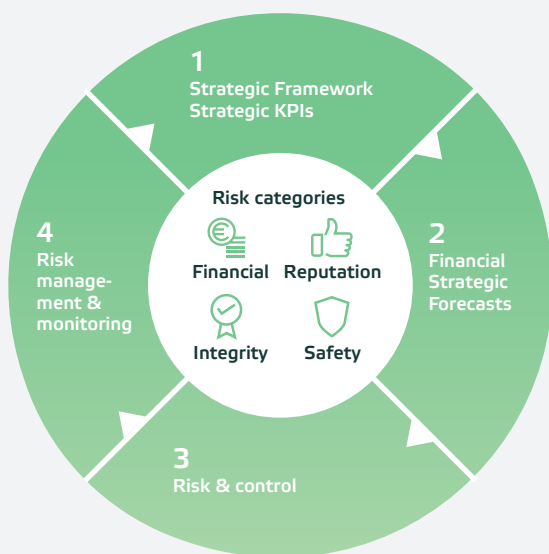 1
Strategic Framework
Strategic KPIs
Risk categories
€
Financial
Reputation
Integrity
Safety
2
Financial
Strategic
Forecasts
3
Risk & control
4
Risk
manage-
ment &
monitoring